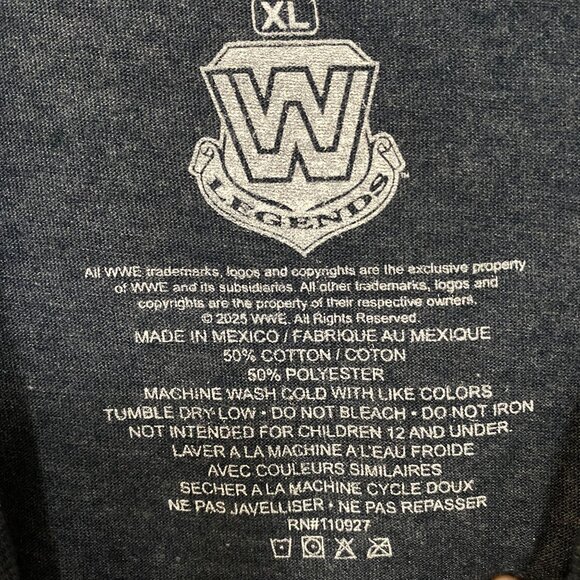 XL
W
LEGENDS
TM
All WWE trademarks, logos and copyrights are the exclusive property
of WWE and its subsidiaries. All other trademarks, logos and
copyrights are the property of their respective owners.
© 2025 WWE. All Rights Reserved.
MADE IN MEXICO / FABRIQUE AU MEXIQUE
50% COTTON / COTON
50% POLYESTER
MACHINE WASH COLD WITH LIKE COLORS
TUMBLE DRY LOW • DO NOT BLEACH • DO NOT IRON
NOT INTENDED FOR CHILDREN 12 AND UNDER.
LAVER A LA MACHINE A L'EAU FROIDE
AVEC COULEURS SIMILAIRES
SECHER A LA MACHINE CYCLE DOUX
NE PAS JAVELLISER • NE PAS REPASSER
RN#110927